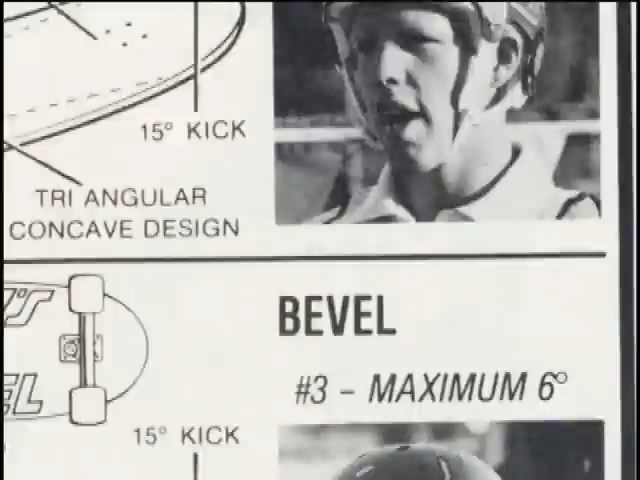 15° KICK
TRI ANGULAR
CONCAVE DESIGN
BEVEL
#3 – MAXIMUM 6°
15° KICK